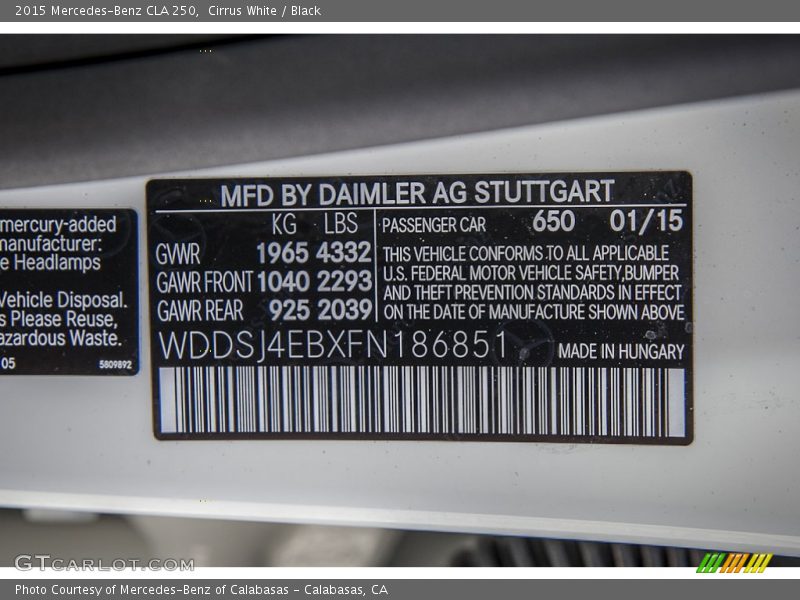 2015 Mercedes-Benz CLA 250, Cirrus White / Black
mercury-added
manufacturer:
e Headlamps
Vehicle Disposal.
s Please Reuse,
azardous Waste.
05 5809892
MFD BY DAIMLER AG STUTTGART
KG LBS
GWR 1965 4332
GAWR FRONT 1040 2293
GAWR REAR 925 2039
PASSENGER CAR 650 01/15
THIS VEHICLE CONFORMS TO ALL APPLICABLE
U.S. FEDERAL MOTOR VEHICLE SAFETY,BUMPER
AND THEFT PREVENTION STANDARDS IN EFFECT
ON THE DATE OF MANUFACTURE SHOWN ABOVE
WDDSJ4EBXFN186851 MADE IN HUNGARY
GTcarlot.com
Photo Courtesy of Mercedes-Benz of Calabasas - Calabasas, CA